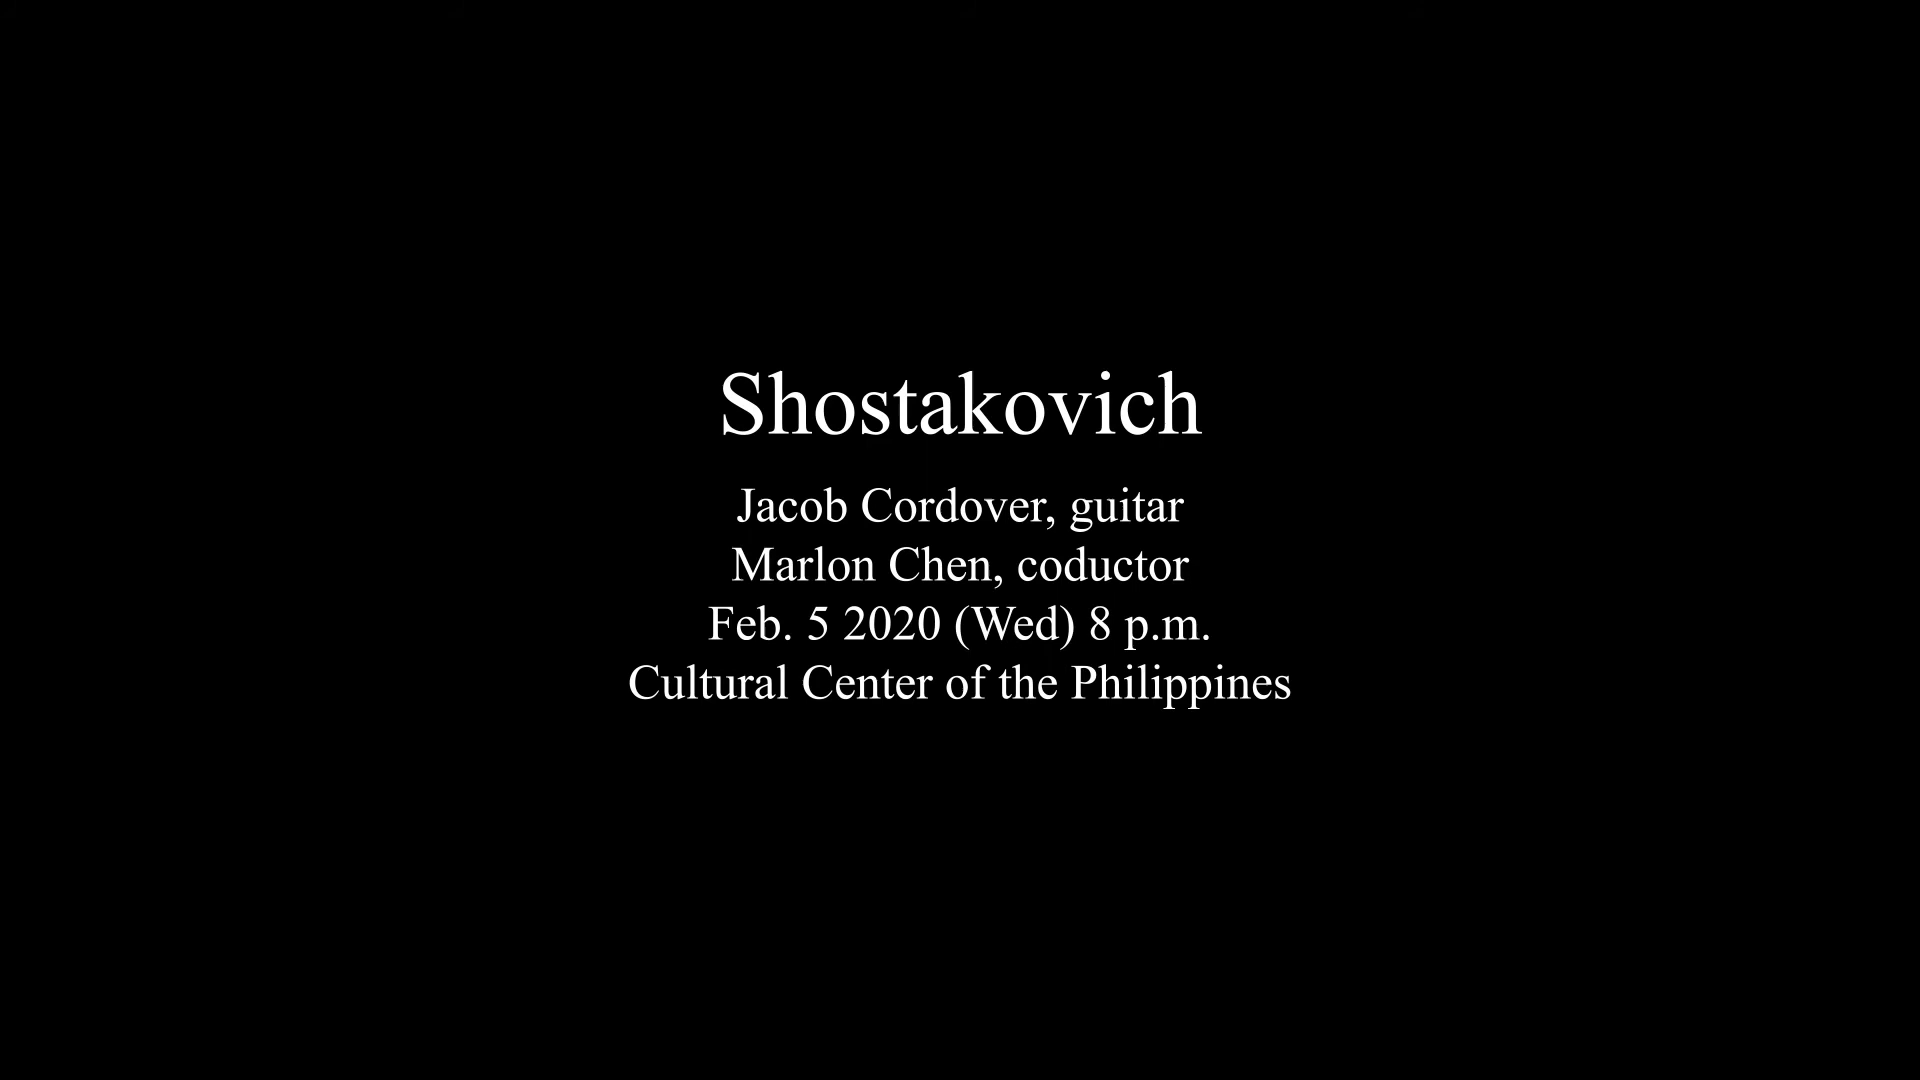 Shostakovich
Jacob Cordover, guitar
Marlon Chen, coductor
Feb. 5 2020 (Wed) 8 p.m.
Cultural Center of the Philippines